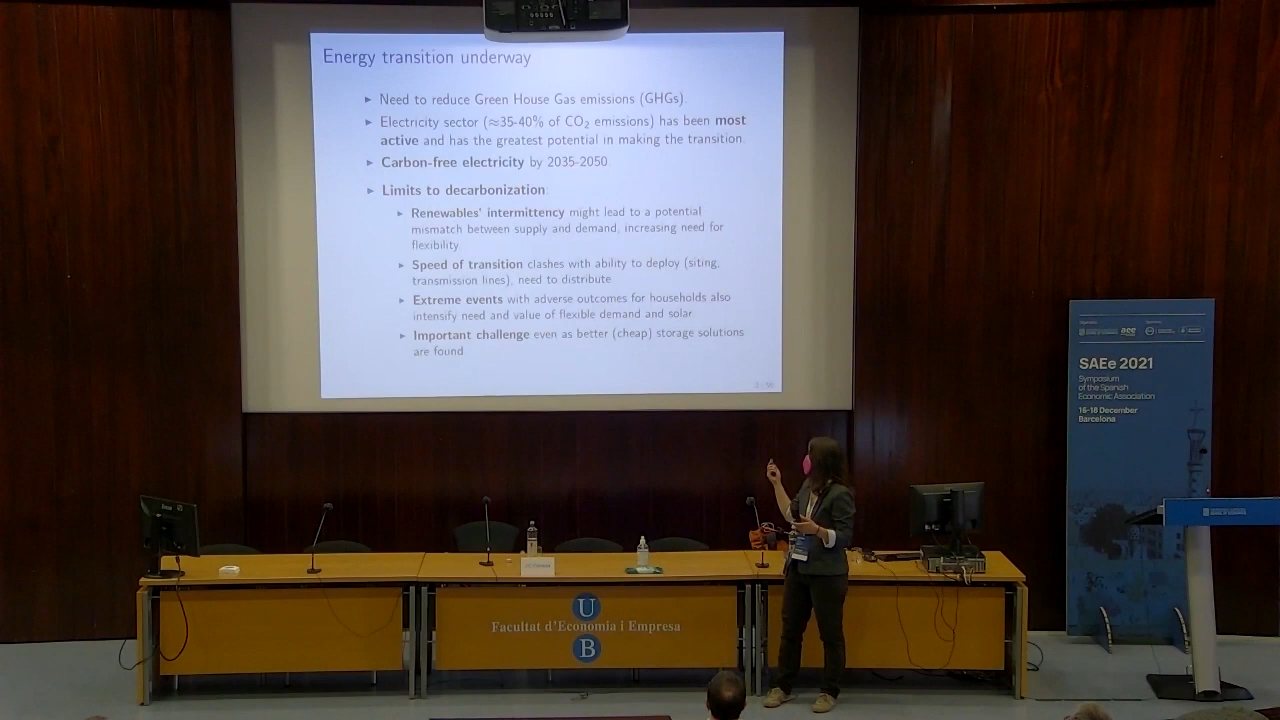 Energy transition underway
► Need to reduce Green House Gas emissions (GHGs).
► Electricity sector (≈35-40% of CO₂ emissions) has been most
active and has the greatest potential in making the transition.
► Carbon-free electricity by 2035-2050.
► Limits to decarbonization:
► Renewables' intermittency might lead to a potential
mismatch between supply and demand, increasing need for
flexibility.
► Speed of transition clashes with ability to deploy (siting,
transmission lines), need to distribute
► Extreme events with adverse outcomes for households also
intensify need and value of flexible demand and solar.
► Important challenge even as better (cheap) storage solutions
are found
aee
SAEe 2021
Symposium
of the Spanish
Economic Association
16-18 December
Barcelona
U
Facultat d'Economia i Empresa
B